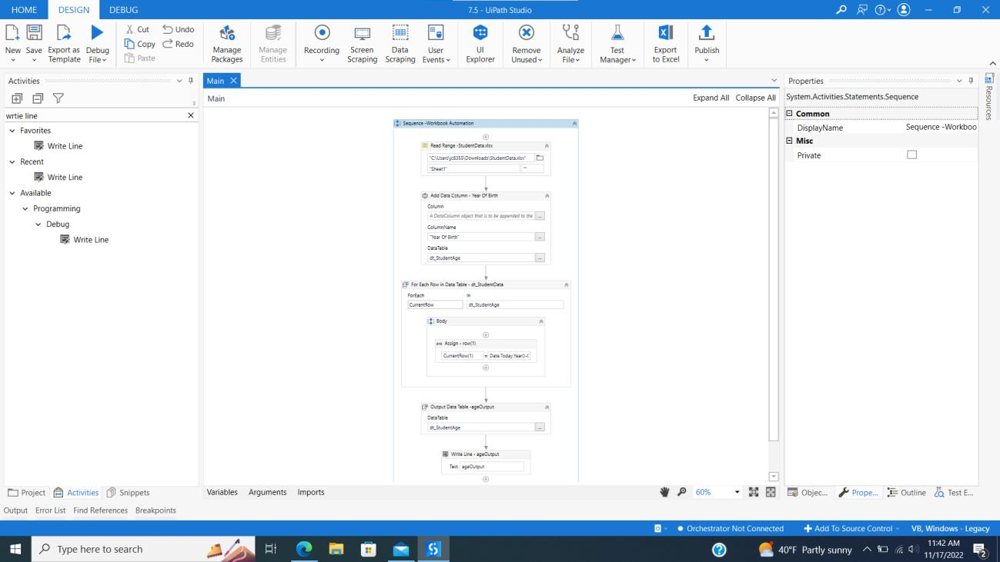 HOME DESIGN DEBUG 7.5 - UiPath Studio
New Save Export as Template Debug File Cut Copy Paste Undo Redo Manage Packages Manage Entities Recording Screen Scraping Data Scraping User Events UI Explorer Remove Unused Analyze File Test Manager Export to Excel Publish
Activities
wrtie line
Favorites
Write Line
Recent
Write Line
Available
Programming
Debug
Write Line
Project Activities Snippets
Main
Main Expand All Collapse All
Sequence -Workbook Automation
Read Range -StudentData.xlsx
"C:\Users\jc8355\Downloads\StudentData.xlsx"
"Sheet1" ""
Add Data Column - Year Of Birth
Column
A DataColumn object that is to be appended to the ...
ColumnName
"Year Of Birth" ...
DataTable
dt_StudentAge ...
For Each Row in Data Table - dt_StudentData
ForEach In
CurrentRow dt_StudentAge
Body
A+B Assign - row(1)
CurrentRow(1) = Date.Today.Year()-(
Output Data Table -ageOutput
DataTable
dt_StudentAge ...
Write Line - ageOutput
Text ageOutput
Variables Arguments Imports 60%
Properties
System.Activities.Statements.Sequence
Common
DisplayName Sequence -Workboo
Misc
Private
Objec... Prope... Outline Test E...
Resources
Output Error List Find References Breakpoints
Orchestrator Not Connected Add To Source Control VB, Windows - Legacy
Type here to search 40°F Partly sunny 11:42 AM
11/17/2022 2